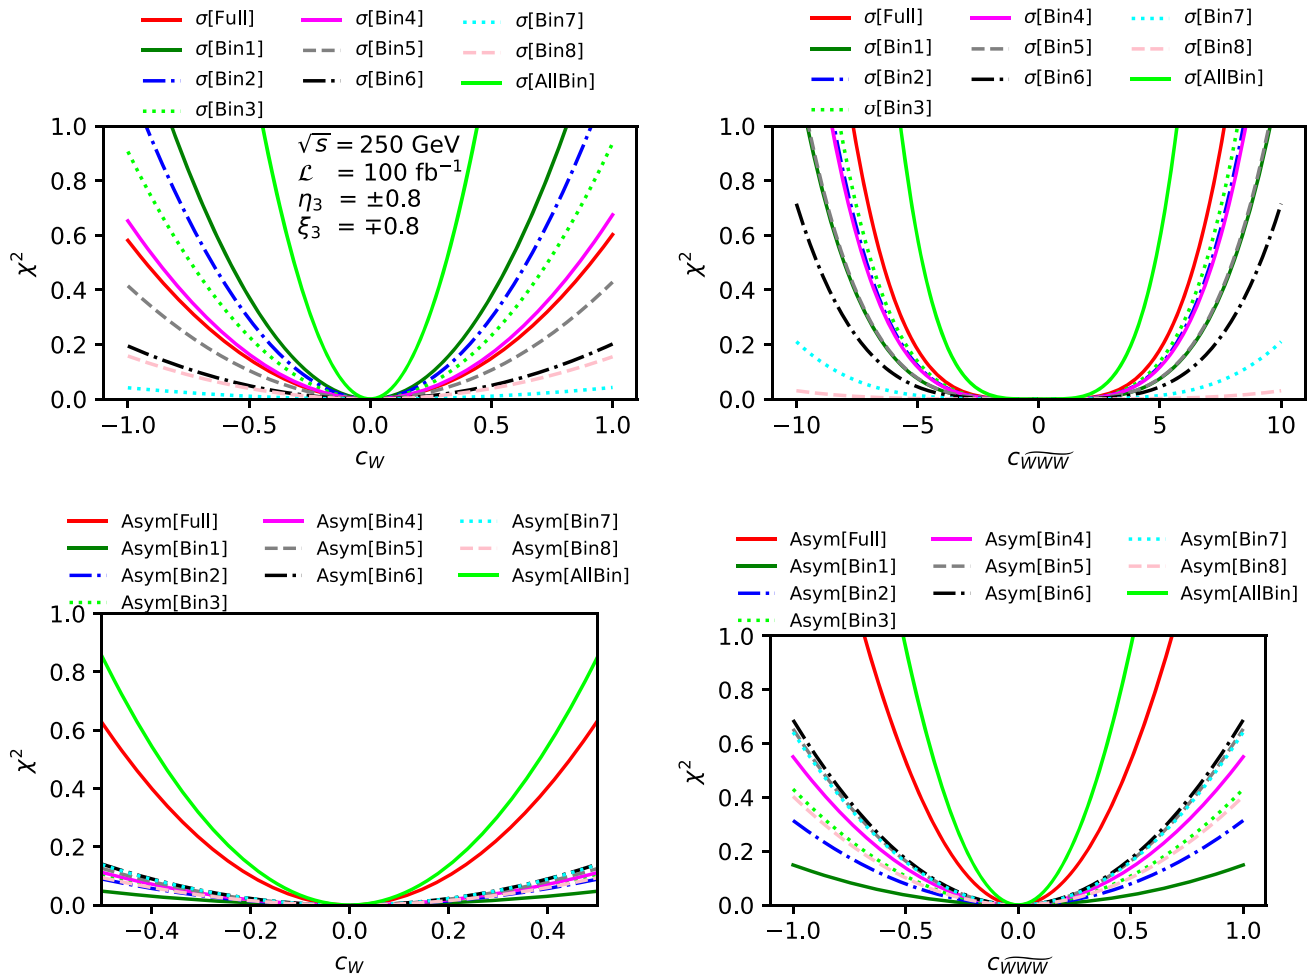 σ[Full] σ[Bin4] σ[Bin7]
σ[Bin1] σ[Bin5] σ[Bin8]
σ[Bin2] σ[Bin6] σ[AllBin]
σ[Bin3]
1.0
0.8
0.6
0.4
0.2
0.0
χ²
√s = 250 GeV
ℒ = 100 fb⁻¹
η₃ = ±0.8
ξ₃ = ∓0.8
−1.0 −0.5 0.0 0.5 1.0
c_W
σ[Full] σ[Bin4] σ[Bin7]
σ[Bin1] σ[Bin5] σ[Bin8]
σ[Bin2] σ[Bin6] σ[AllBin]
σ[Bin3]
1.0
0.8
0.6
0.4
0.2
0.0
χ²
−10 −5 0 5 10
c_{\widetilde{WWW}}
Asym[Full] Asym[Bin4] Asym[Bin7]
Asym[Bin1] Asym[Bin5] Asym[Bin8]
Asym[Bin2] Asym[Bin6] Asym[AllBin]
Asym[Bin3]
1.0
0.8
0.6
0.4
0.2
0.0
χ²
−0.4 −0.2 0.0 0.2 0.4
c_W
Asym[Full] Asym[Bin4] Asym[Bin7]
Asym[Bin1] Asym[Bin5] Asym[Bin8]
Asym[Bin2] Asym[Bin6] Asym[AllBin]
Asym[Bin3]
1.0
0.8
0.6
0.4
0.2
0.0
χ²
−1.0 −0.5 0.0 0.5 1.0
c_{\widetilde{WWW}}